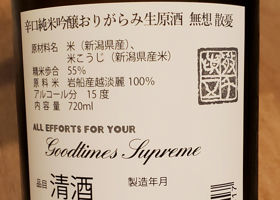 辛口純米吟醸おりがらみ生原酒 無想 散憂
原材料名 米（新潟県産）、
米こうじ（新潟県産米）
精米歩合 55%
原料米 岩船産越淡麗100%
アルコール分 15度
内容量 720ml
ALL EFFORTS FOR YOUR
Goodtimes Supreme
品目 清酒 製造年月